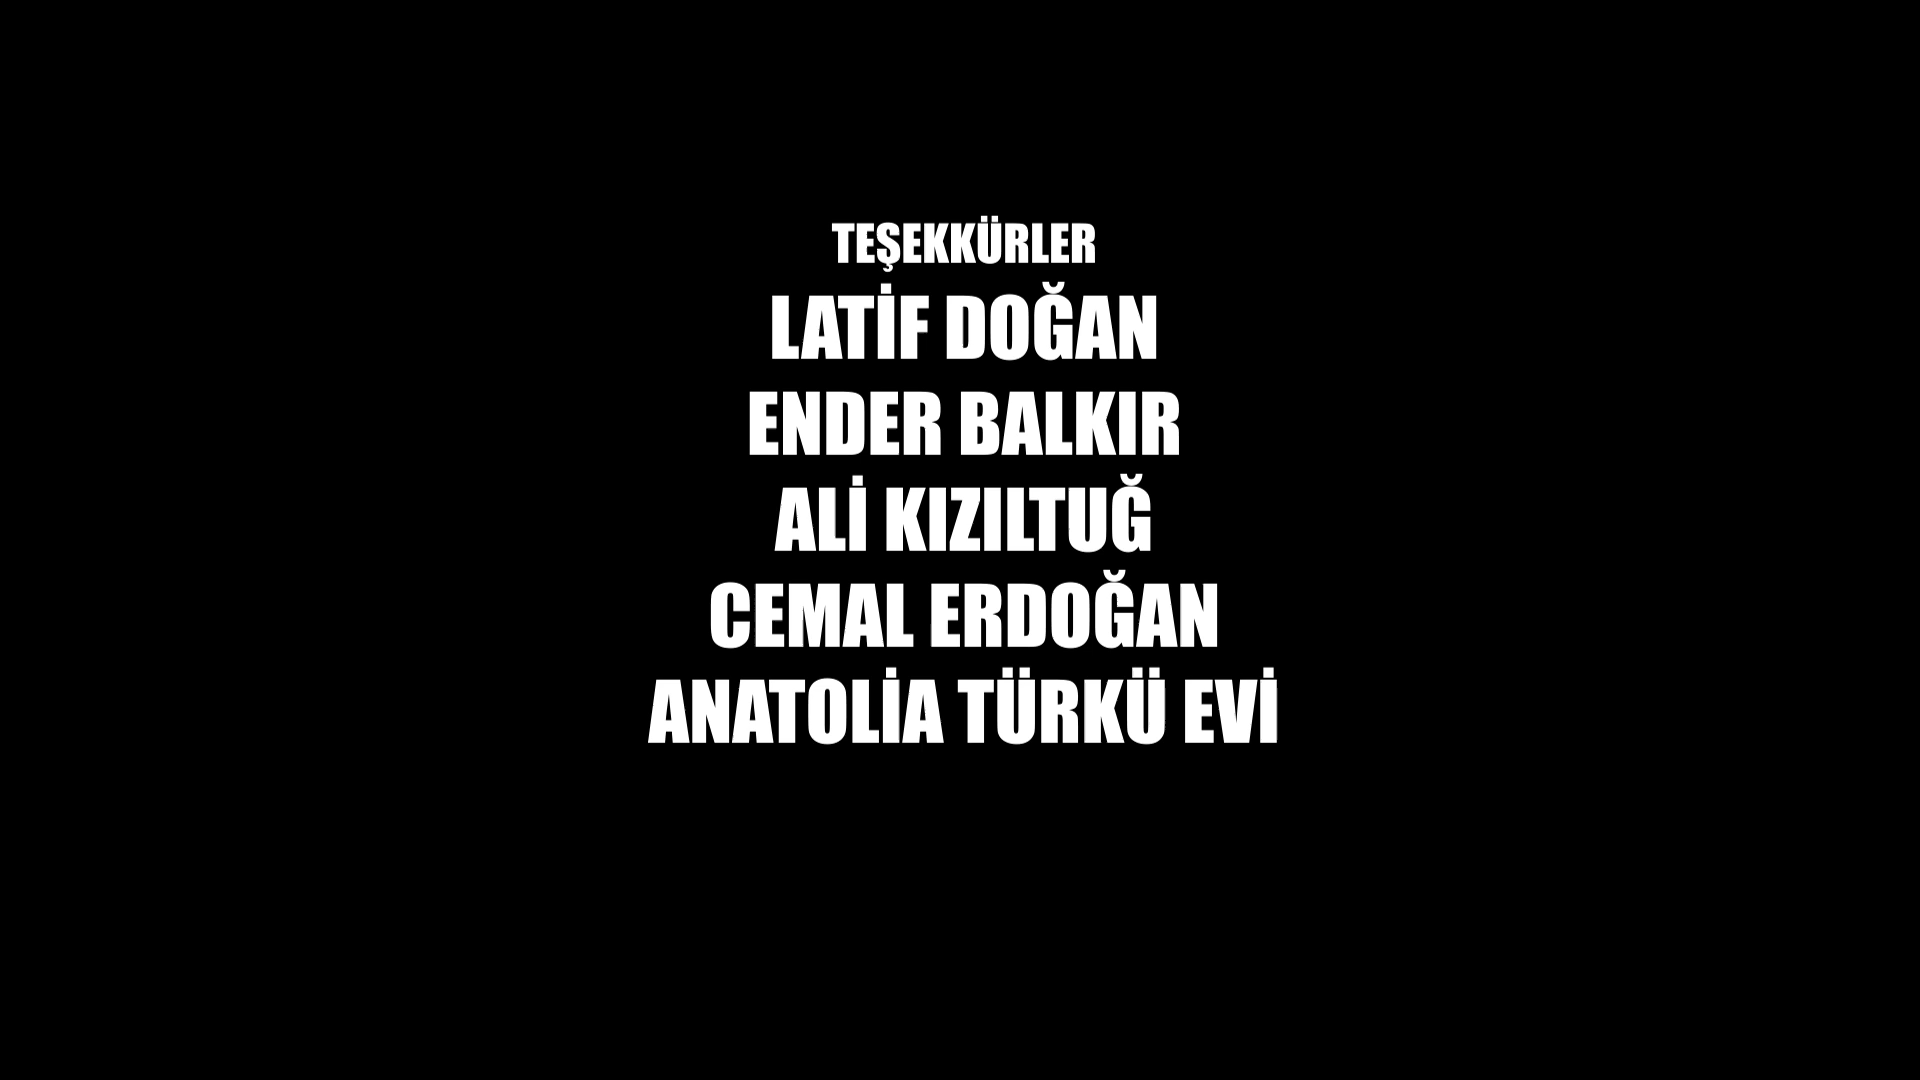 TEŞEKKÜRLER
LATİF DOĞAN
ENDER BALKIR
ALİ KIZILTUĞ
CEMAL ERDOĞAN
ANATOLİA TÜRKÜ EVİ